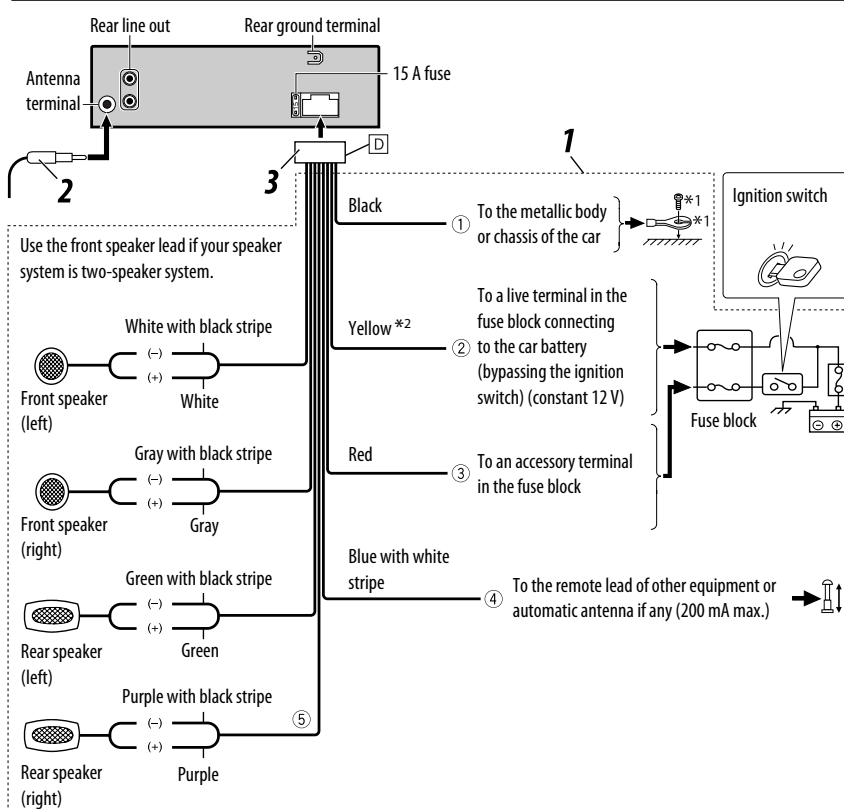 Rear line out
Rear ground terminal
Antenna
terminal
15 A fuse
15
2
3
D
1
Ignition switch
Use the front speaker lead if your speaker
system is two-speaker system.
Black
① To the metallic body
or chassis of the car
*1
*1
White with black stripe
(–)
(+)
White
Front speaker
(left)
Yellow *2
② To a live terminal in the
fuse block connecting
to the car battery
(bypassing the ignition
switch) (constant 12 V)
Fuse block
Gray with black stripe
(–)
(+)
Gray
Front speaker
(right)
Red
③ To an accessory terminal
in the fuse block
Green with black stripe
(–)
(+)
Green
Rear speaker
(left)
Blue with white
stripe
④ To the remote lead of other equipment or
automatic antenna if any (200 mA max.)
Purple with black stripe
⑤
(–)
(+)
Purple
Rear speaker
(right)